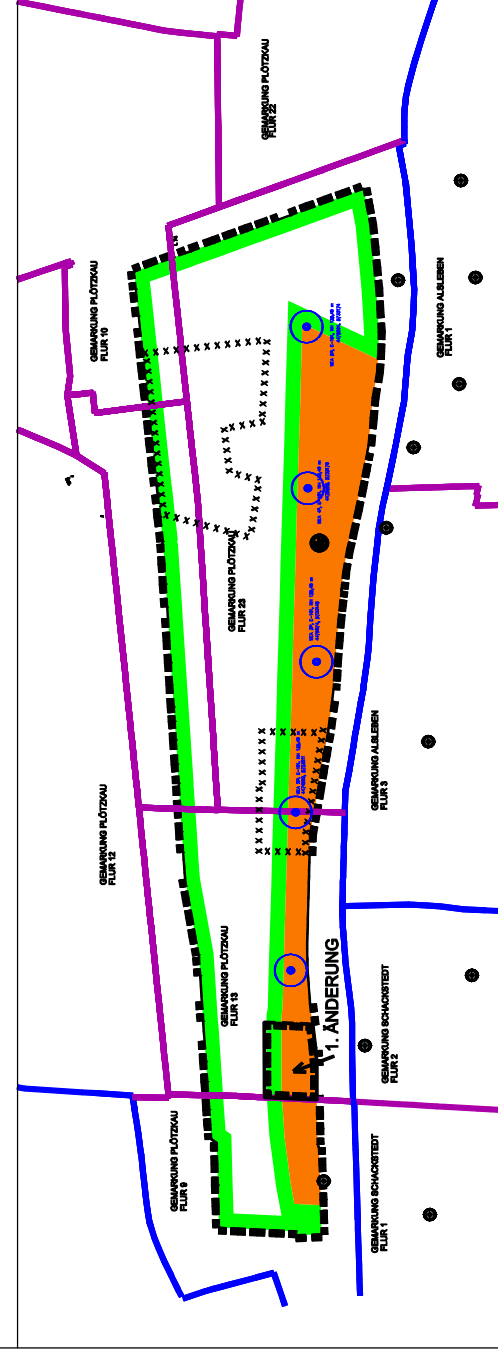 GEMARKUNG PLÖTZKAU
FLUR 22
GEMARKUNG PLÖTZKAU
FLUR 10
GEMARKUNG ALSLEBEN
FLUR 1
GEMARKUNG PLÖTZKAU
FLUR 23
GEMARKUNG ALSLEBEN
FLUR 3
GEMARKUNG PLÖTZKAU
FLUR 12
GEMARKUNG PLÖTZKAU
FLUR 13
1. ÄNDERUNG
GEMARKUNG SCHACKSTEDT
FLUR 2
GEMARKUNG PLÖTZKAU
FLUR 9
GEMARKUNG SCHACKSTEDT
FLUR 1